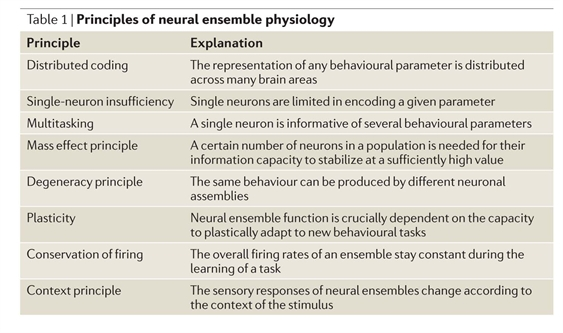 Table 1 | Principles of neural ensemble physiology
Principle Explanation
Distributed coding The representation of any behavioural parameter is distributed
across many brain areas
Single-neuron insufficiency Single neurons are limited in encoding a given parameter
Multitasking A single neuron is informative of several behavioural parameters
Mass effect principle A certain number of neurons in a population is needed for their
information capacity to stabilize at a sufficiently high value
Degeneracy principle The same behaviour can be produced by different neuronal
assemblies
Plasticity Neural ensemble function is crucially dependent on the capacity
to plastically adapt to new behavioural tasks
Conservation of firing The overall firing rates of an ensemble stay constant during the
learning of a task
Context principle The sensory responses of neural ensembles change according to
the context of the stimulus